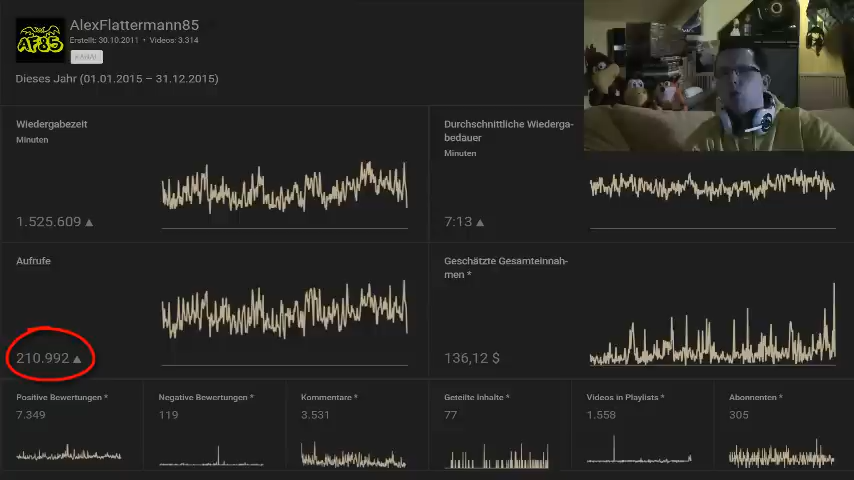 AF85
AlexFlattermann85
Erstellt: 30.10.2011 • Videos: 3.314
KANAL
Dieses Jahr (01.01.2015 – 31.12.2015)
Wiedergabezeit
Minuten
1.525.609 ▲
Durchschnittliche Wiederga-
bedauer
Minuten
7:13 ▲
Aufrufe
210.992 ▲
Geschätzte Gesamteinnah-
men *
136,12 $
Positive Bewertungen *
7.349
Negative Bewertungen *
119
Kommentare *
3.531
Geteilte Inhalte *
77
Videos in Playlists *
1.558
Abonnenten *
305